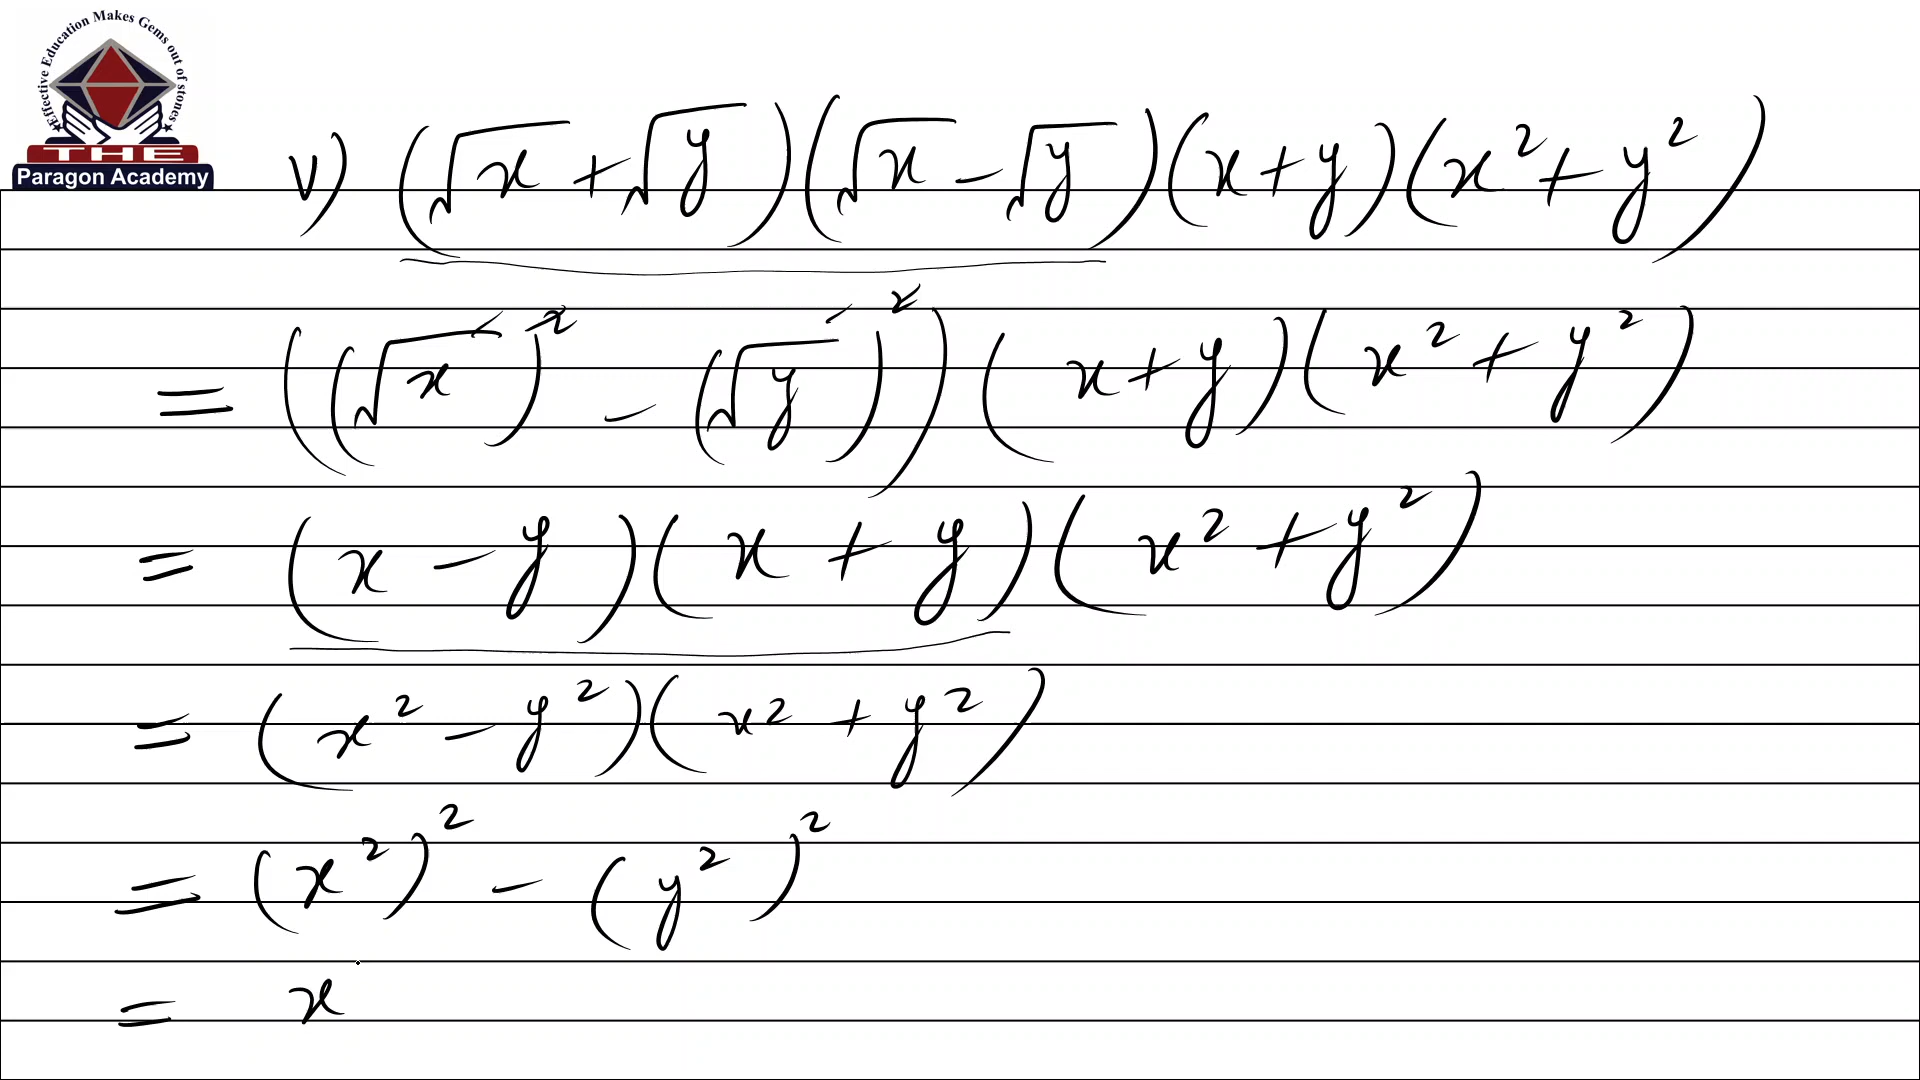 Effective Education Makes Gems out of stones
THE
Paragon Academy
v) (√x + √y)(√x - √y)(x + y)(x² + y²)
= ((√x)² - (√y)²)(x + y)(x² + y²)
= (x - y)(x + y)(x² + y²)
= (x² - y²)(x² + y²)
= (x²)² - (y²)²
= x